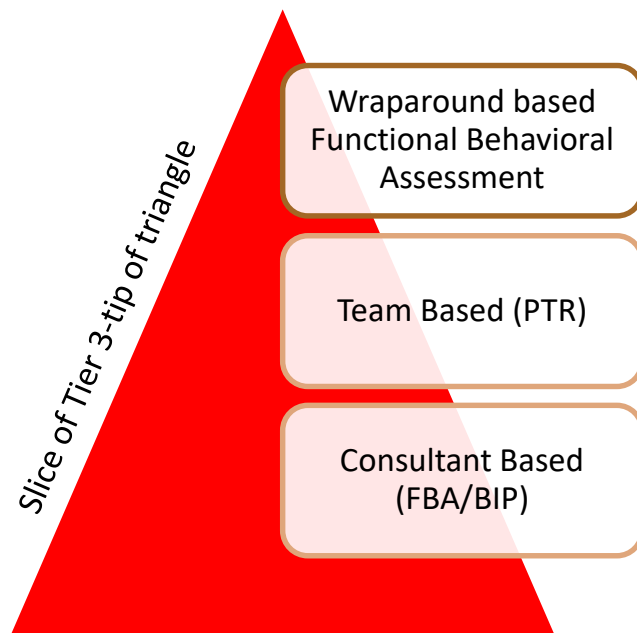 Slice of Tier 3-tip of triangle
Wraparound based
Functional Behavioral
Assessment
Team Based (PTR)
Consultant Based
(FBA/BIP)